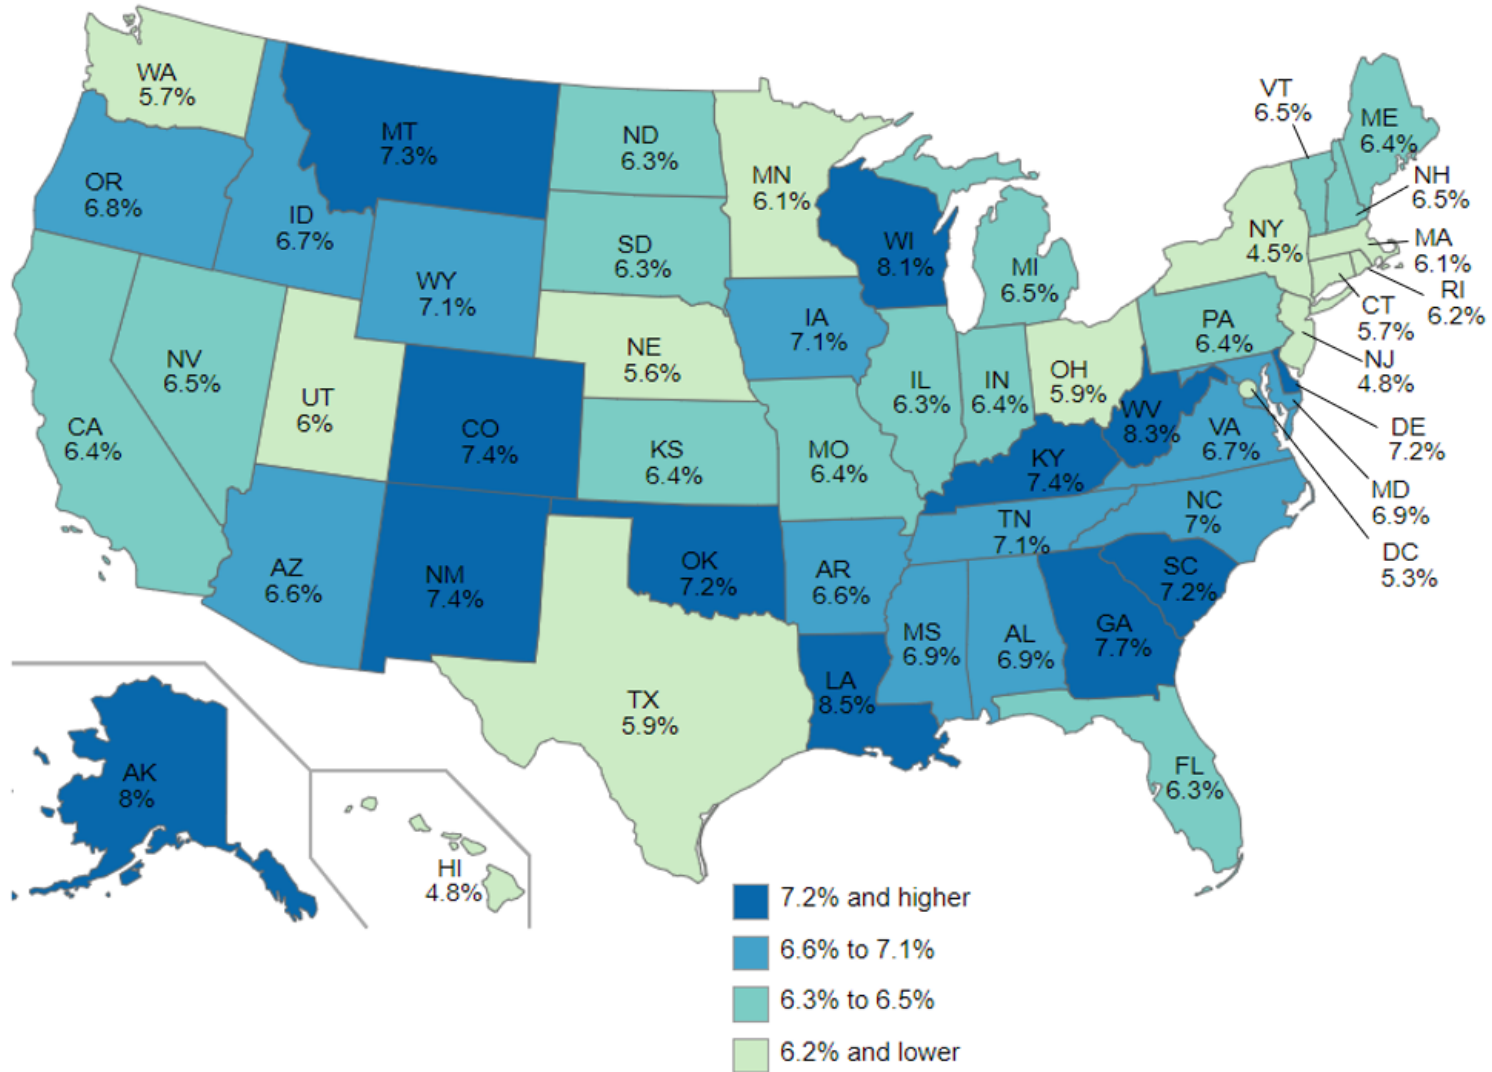 WA
5.7%
MT
7.3%
ND
6.3%
MN
6.1%
VT
6.5%
ME
6.4%
NH
6.5%
OR
6.8%
ID
6.7%
WY
7.1%
SD
6.3%
WI
8.1%
MI
6.5%
NY
4.5%
MA
6.1%
RI
6.2%
CT
5.7%
NJ
4.8%
CA
6.4%
NV
6.5%
UT
6%
CO
7.4%
NE
5.6%
IA
7.1%
KS
6.4%
MO
6.4%
IL
6.3%
IN
6.4%
OH
5.9%
PA
6.4%
WV
8.3%
VA
6.7%
KY
7.4%
DE
7.2%
MD
6.9%
DC
5.3%
AZ
6.6%
NM
7.4%
OK
7.2%
AR
6.6%
TN
7.1%
NC
7%
SC
7.2%
MS
6.9%
AL
6.9%
GA
7.7%
LA
8.5%
TX
5.9%
FL
6.3%
AK
8%
HI
4.8%
7.2% and higher
6.6% to 7.1%
6.3% to 6.5%
6.2% and lower